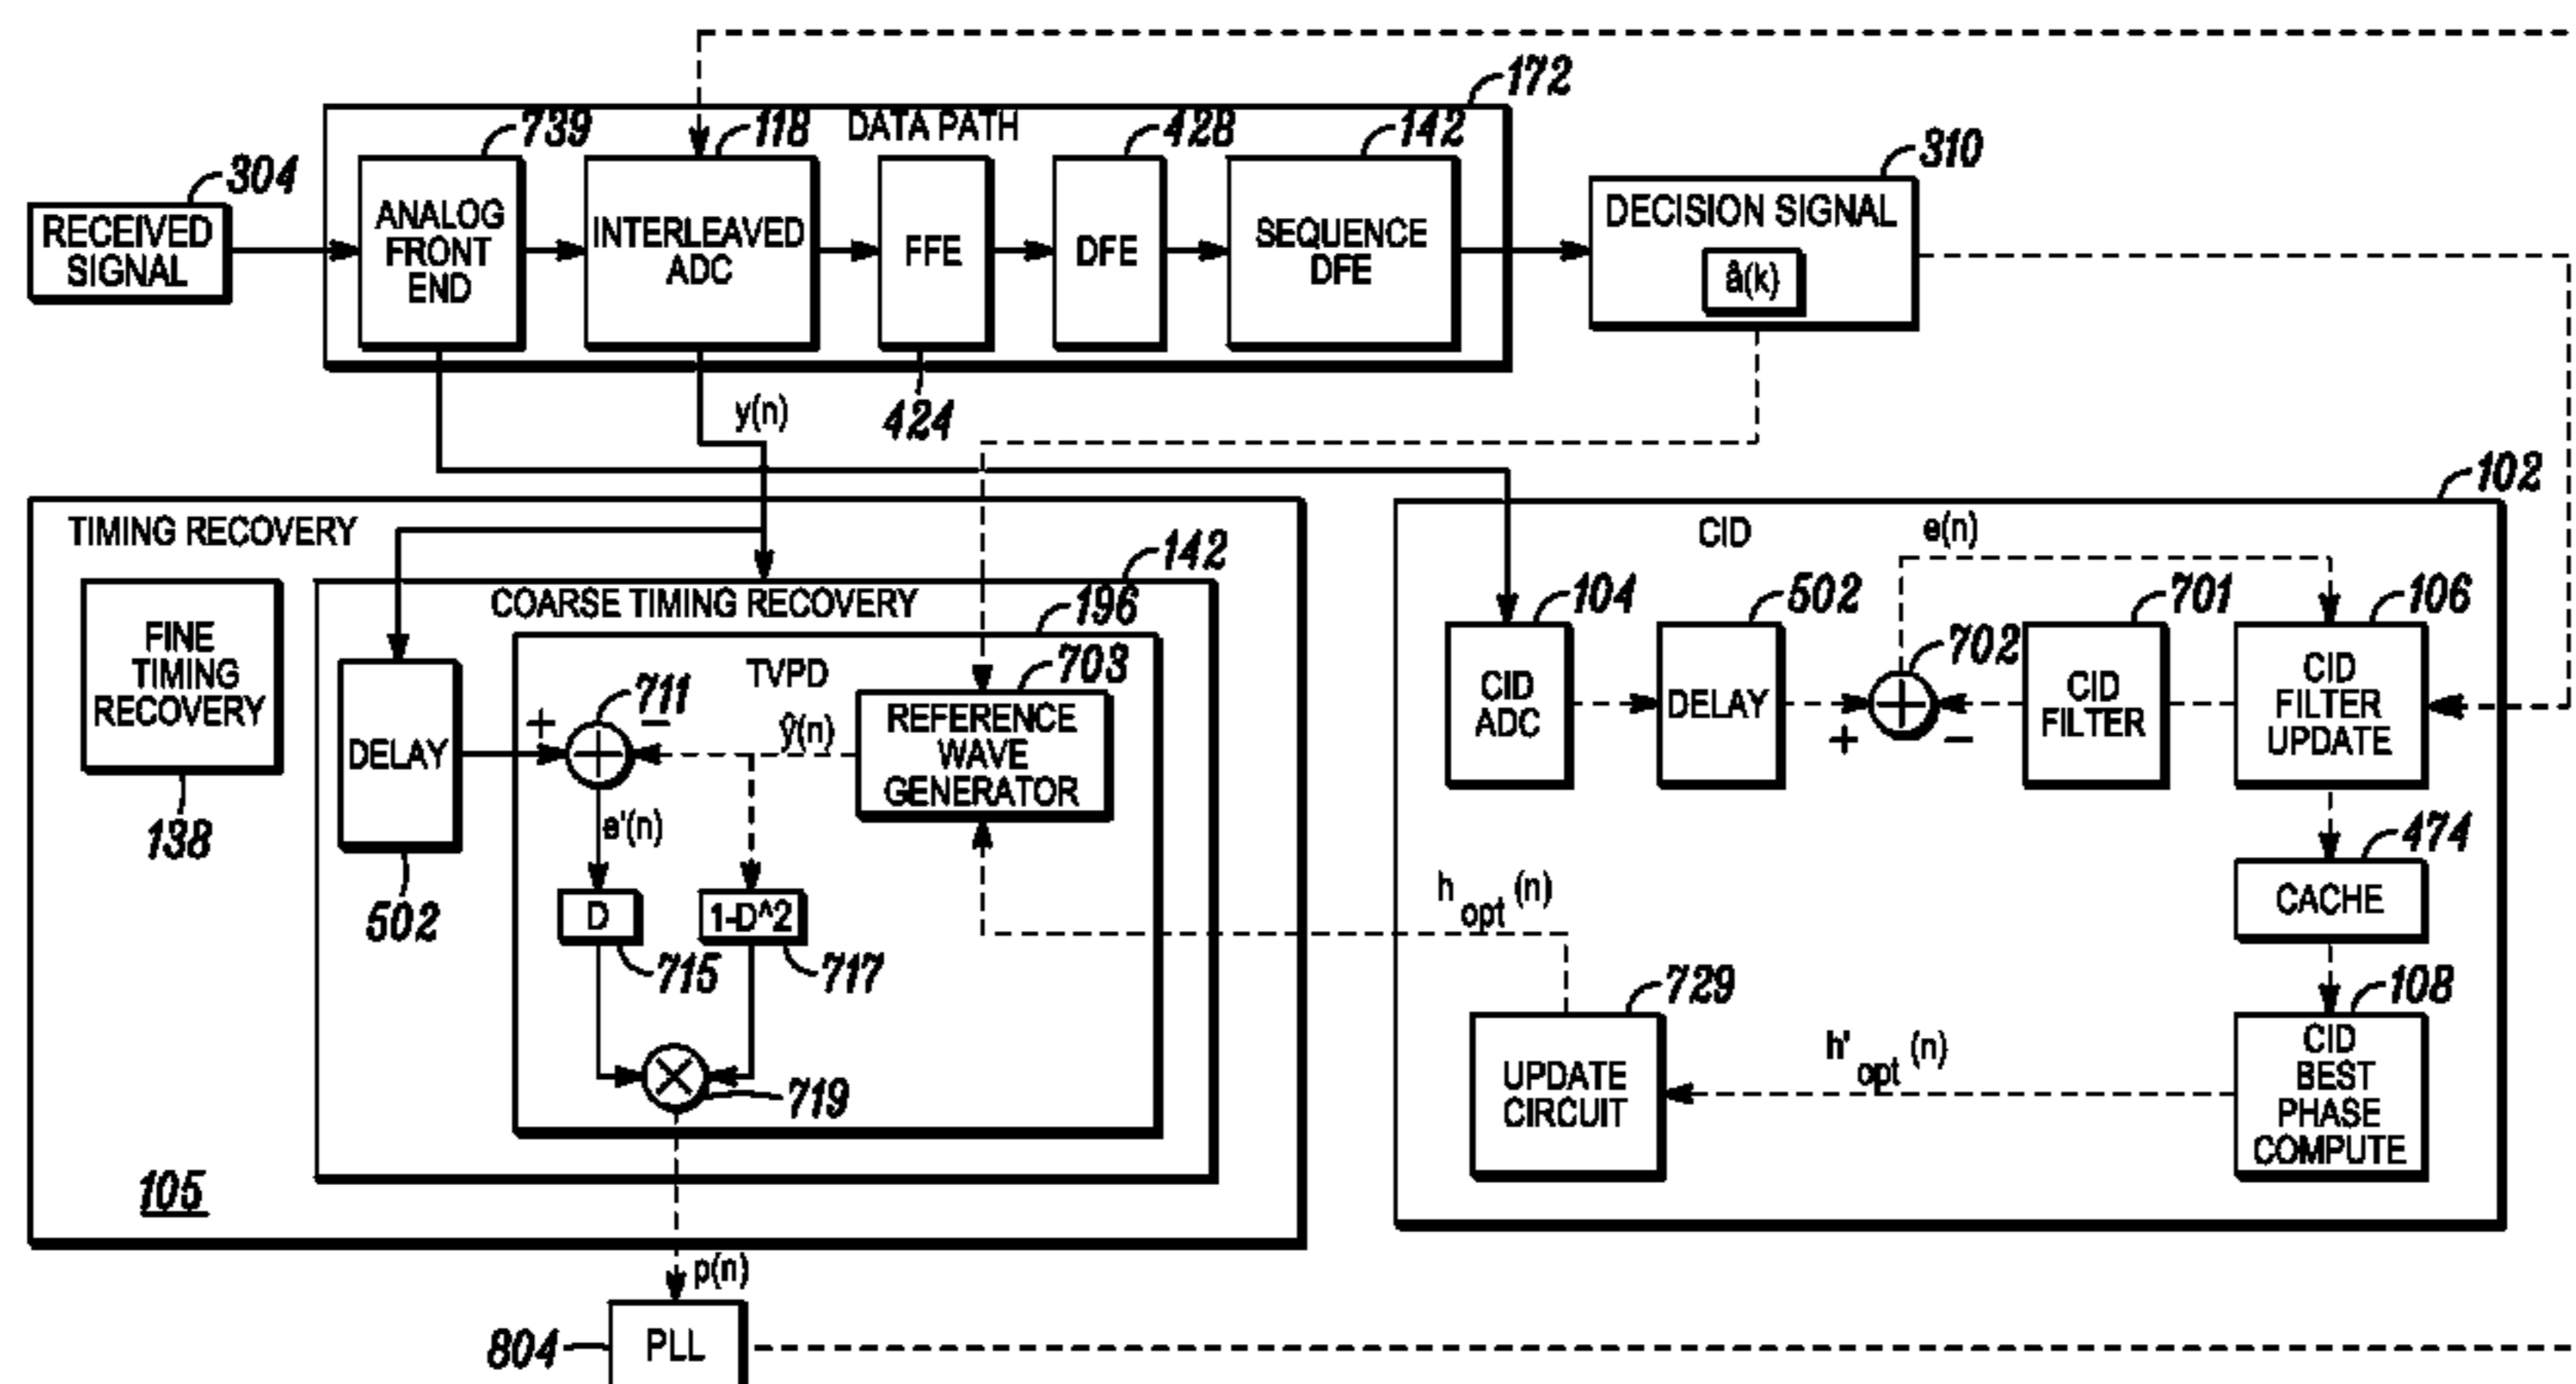 172
739
118
DATA PATH
428
142
304
310
RECEIVED
SIGNAL
ANALOG
FRONT
END
INTERLEAVED
ADC
FFE
DFE
SEQUENCE
DFE
DECISION SIGNAL
â(k)
y(n)
424
102
TIMING RECOVERY
CID
e(n)
142
COARSE TIMING RECOVERY
196
104
502
701
106
FINE
TIMING
RECOVERY
138
DELAY
502
TVPD
703
711
+
−
ŷ(n)
REFERENCE
WAVE
GENERATOR
e'(n)
CID
ADC
DELAY
702
+
−
CID
FILTER
CID
FILTER
UPDATE
474
CACHE
D
1-D^2
715
717
h opt (n)
729
108
719
UPDATE
CIRCUIT
h' opt (n)
CID
BEST
PHASE
COMPUTE
105
p(n)
804
PLL